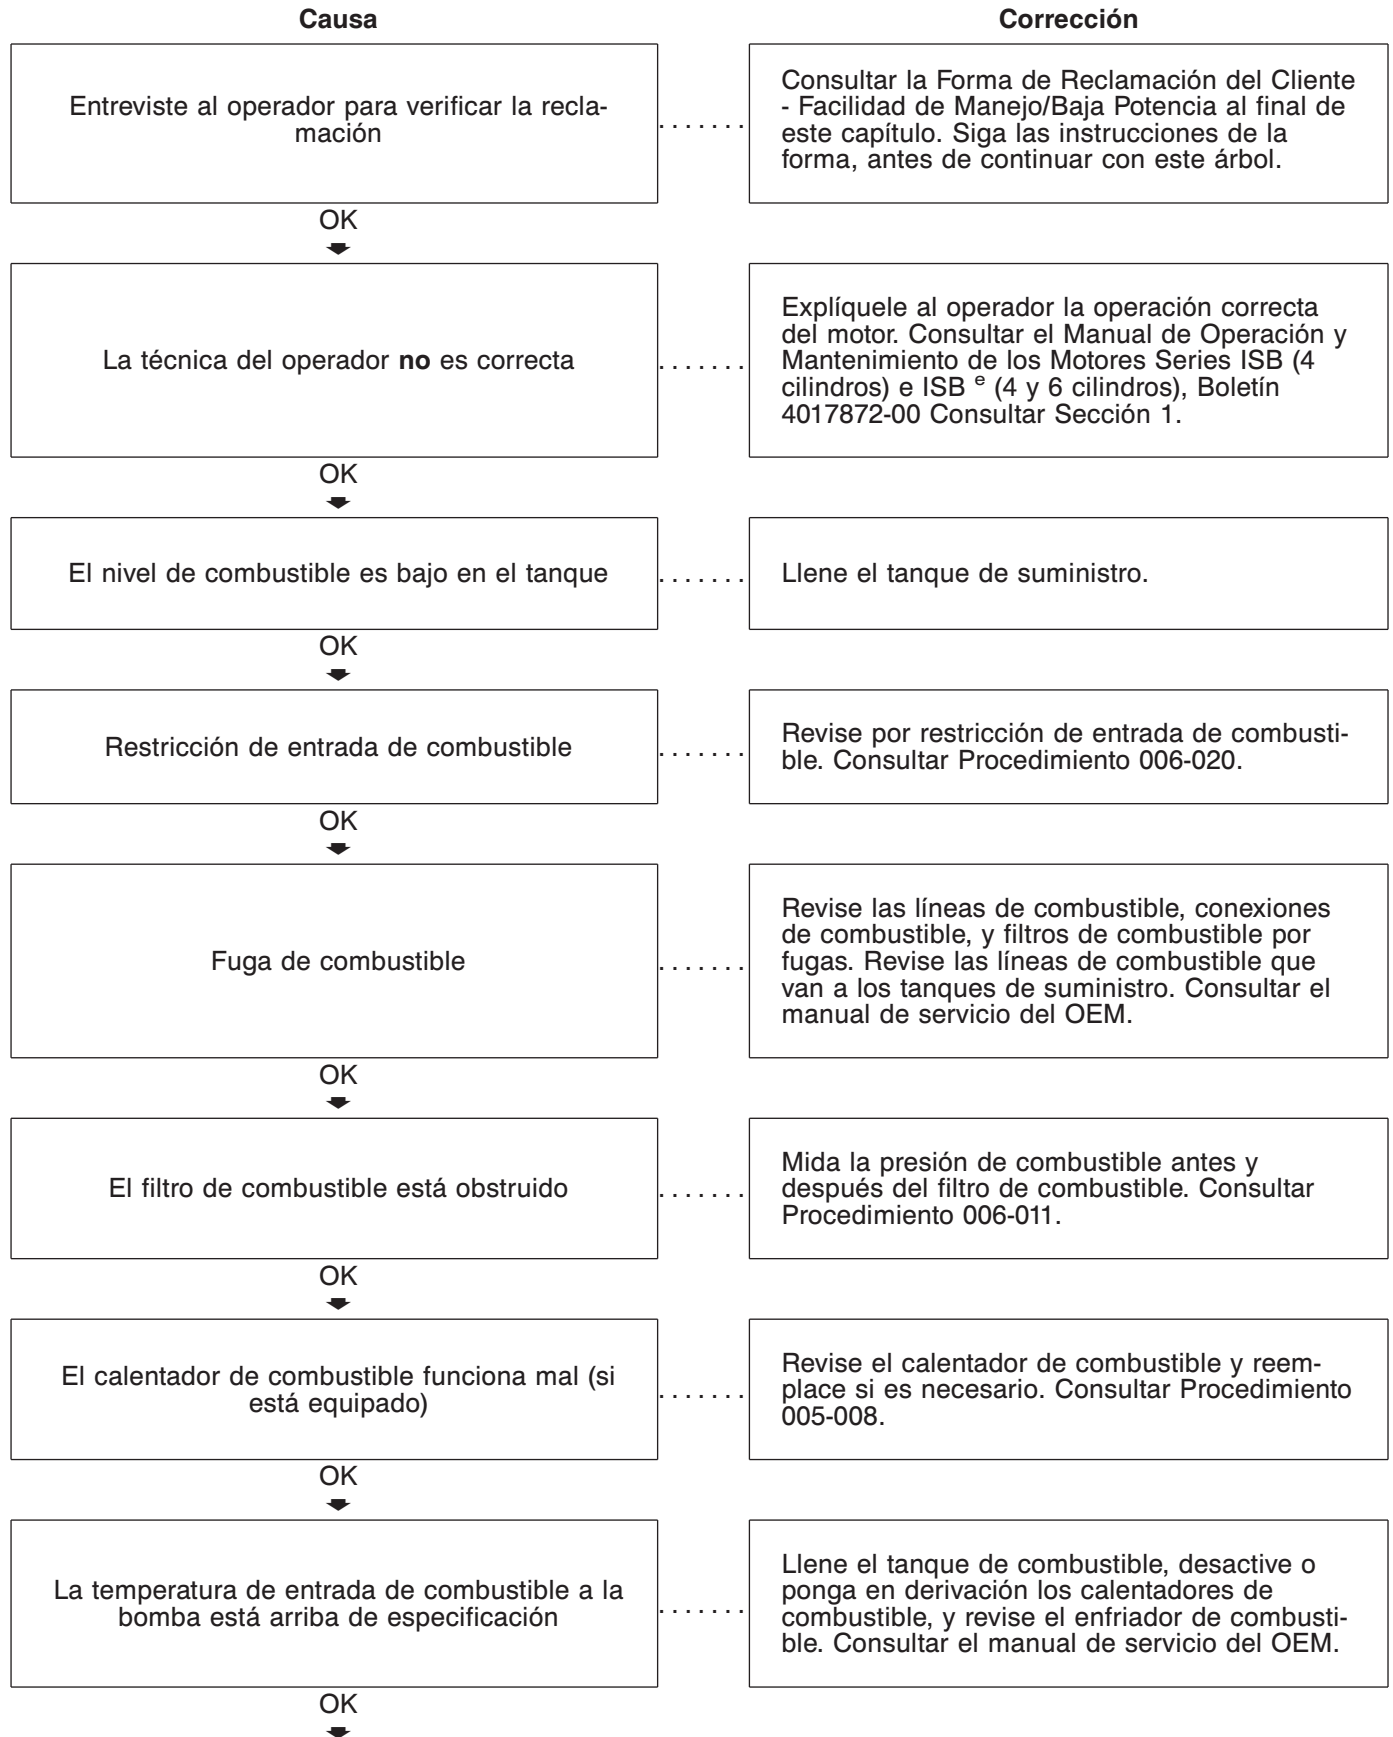 Causa
Corrección
Entreviste al operador para verificar la recla-
mación
.......
Consultar la Forma de Reclamación del Cliente
- Facilidad de Manejo/Baja Potencia al final de
este capítulo. Siga las instrucciones de la
forma, antes de continuar con este árbol.
OK
La técnica del operador no es correcta
.......
Explíquele al operador la operación correcta
del motor. Consultar el Manual de Operación y
Mantenimiento de los Motores Series ISB (4
cilindros) e ISB e (4 y 6 cilindros), Boletín
4017872-00 Consultar Sección 1.
OK
El nivel de combustible es bajo en el tanque
.......
Llene el tanque de suministro.
OK
Restricción de entrada de combustible
.......
Revise por restricción de entrada de combusti-
ble. Consultar Procedimiento 006-020.
OK
Fuga de combustible
.......
Revise las líneas de combustible, conexiones
de combustible, y filtros de combustible por
fugas. Revise las líneas de combustible que
van a los tanques de suministro. Consultar el
manual de servicio del OEM.
OK
El filtro de combustible está obstruido
.......
Mida la presión de combustible antes y
después del filtro de combustible. Consultar
Procedimiento 006-011.
OK
El calentador de combustible funciona mal (si
está equipado)
.......
Revise el calentador de combustible y reem-
place si es necesario. Consultar Procedimiento
005-008.
OK
La temperatura de entrada de combustible a la
bomba está arriba de especificación
.......
Llene el tanque de combustible, desactive o
ponga en derivación los calentadores de
combustible, y revise el enfriador de combusti-
ble. Consultar el manual de servicio del OEM.
OK